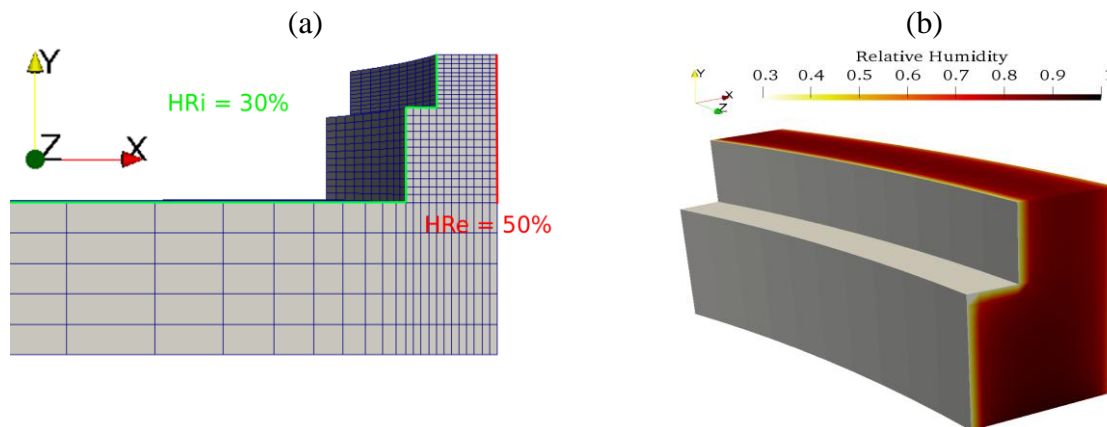 (a)
(b)
Y
HRi = 30%
Z
X
HRe = 50%
Relative Humidity
Y
0.3 0.4 0.5 0.6 0.7 0.8 0.9 1
X
Z